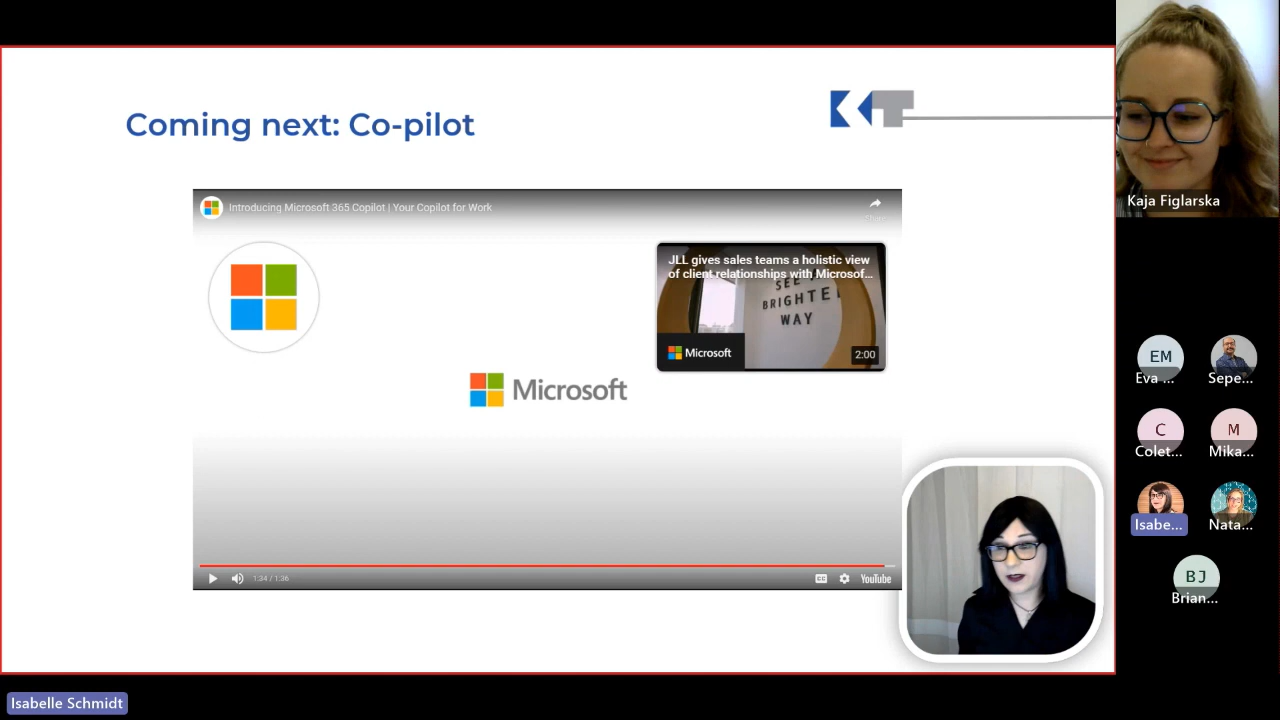 Coming next: Co-pilot
Introducing Microsoft 365 Copilot | Your Copilot for Work
JLL gives sales teams a holistic view
of client relationships with Microsof...
SEE A
BRIGHTE
WAY
Microsoft
2:00
Microsoft
1:34 / 1:36
CC
YouTube
Kaja Figlarska
EM
Eva ...
Sepe...
C
Colet...
M
Mika...
Isabe...
Nata...
BJ
Brian...
Isabelle Schmidt